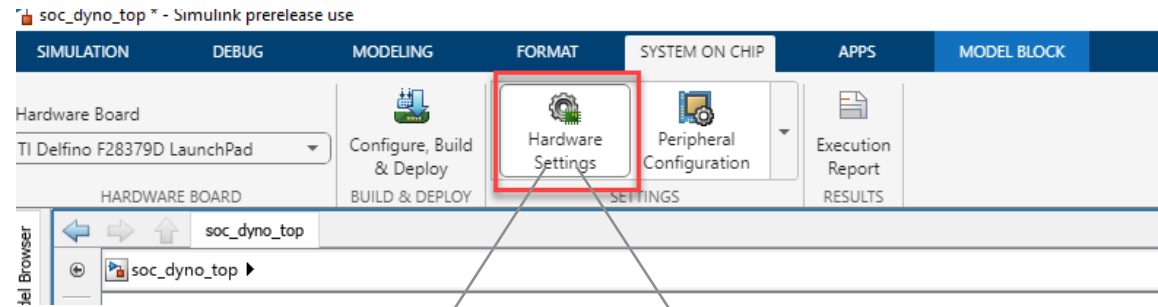 soc_dyno_top * - Simulink prerelease use
SIMULATION DEBUG MODELING FORMAT SYSTEM ON CHIP APPS MODEL BLOCK
Hardware Board
TI Delfino F28379D LaunchPad
Configure, Build
& Deploy
Hardware
Settings
Peripheral
Configuration
Execution
Report
HARDWARE BOARD BUILD & DEPLOY SETTINGS RESULTS
soc_dyno_top
soc_dyno_top
del Browser